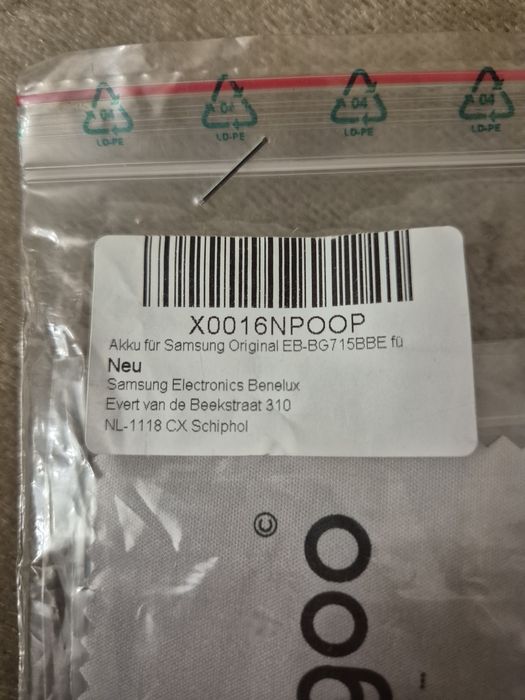 04 04 04 04
LD-PE LD-PE LD-PE LD-PE
X0016NPOOP
Akku für Samsung Original EB-BG715BBE fü
Neu
Samsung Electronics Benelux
Evert van de Beekstraat 310
NL-1118 CX Schiphol